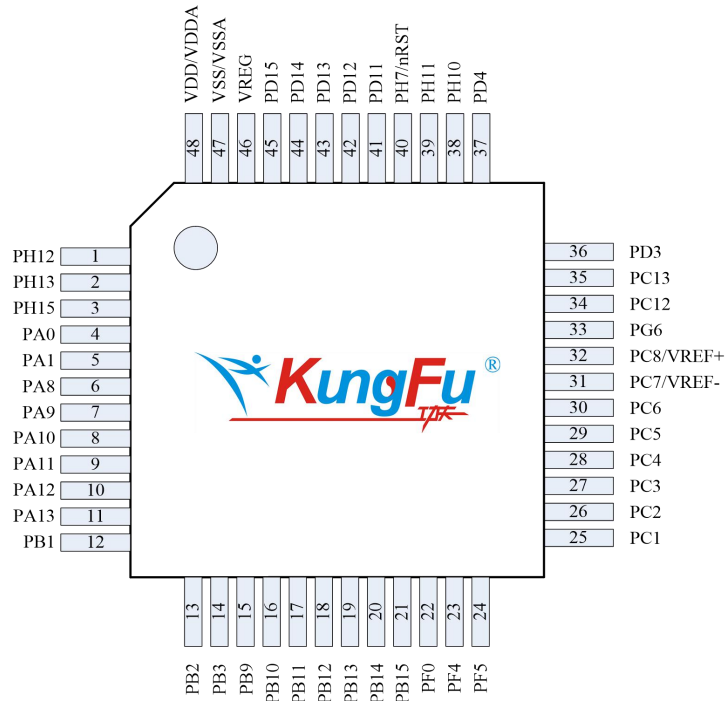 VDD/VDDA
VSS/VSSA
VREG
PD15
PD14
PD13
PD12
PD11
PH7/nRST
PH11
PH10
PD4
48
47
46
45
44
43
42
41
40
39
38
37
PH12 1
PH13 2
PH15 3
PA0 4
PA1 5
PA8 6
PA9 7
PA10 8
PA11 9
PA12 10
PA13 11
PB1 12
KungFu®
36 PD3
35 PC13
34 PC12
33 PG6
32 PC8/VREF+
31 PC7/VREF-
30 PC6
29 PC5
28 PC4
27 PC3
26 PC2
25 PC1
13
14
15
16
17
18
19
20
21
22
23
24
PB2
PB3
PB9
PB10
PB11
PB12
PB13
PB14
PB15
PF0
PF4
PF5